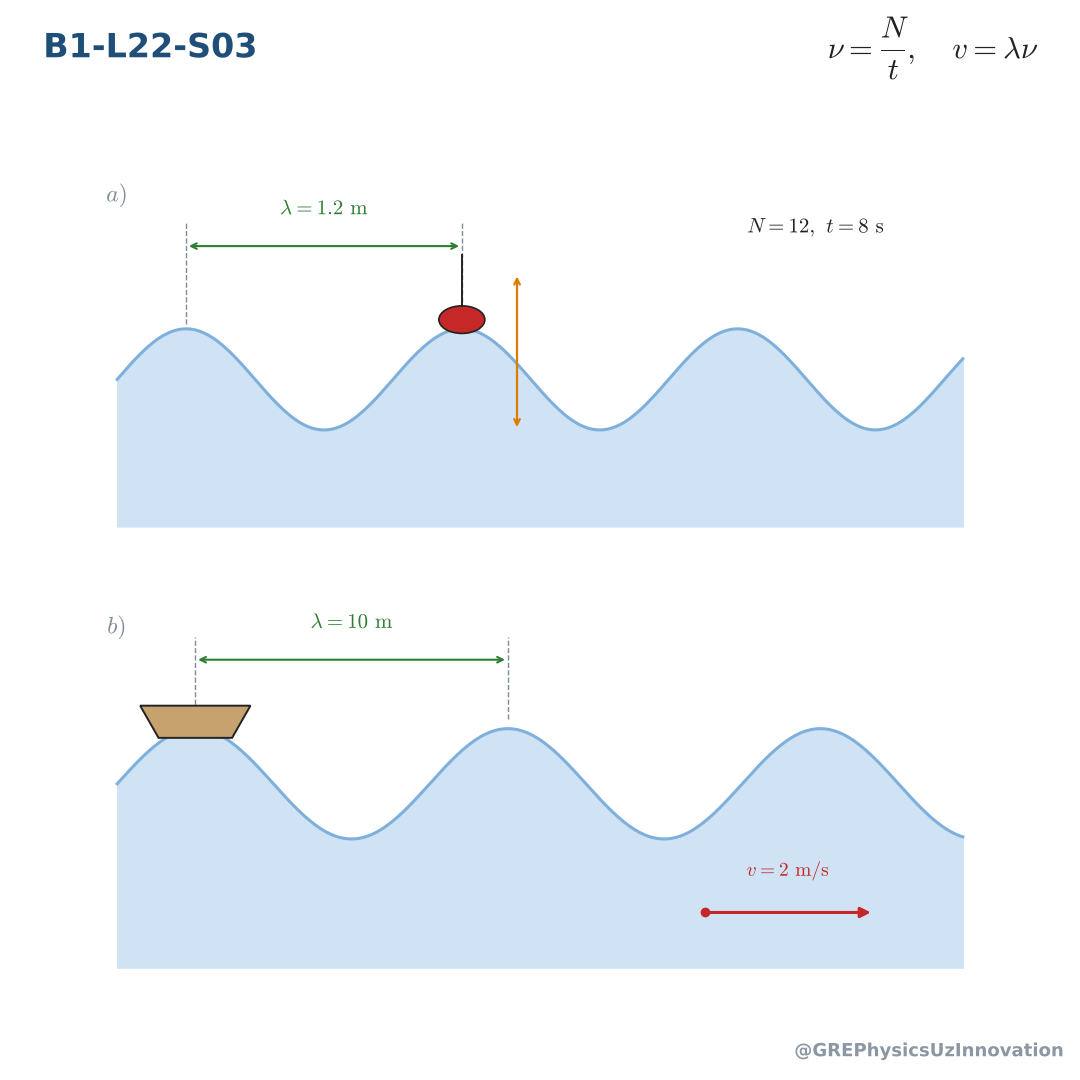 B1-L22-S03
ν = N/t, v = λν
a)
λ = 1.2 m
N = 12, t = 8 s
b)
λ = 10 m
v = 2 m/s
@GREPhysicsUzInnovation